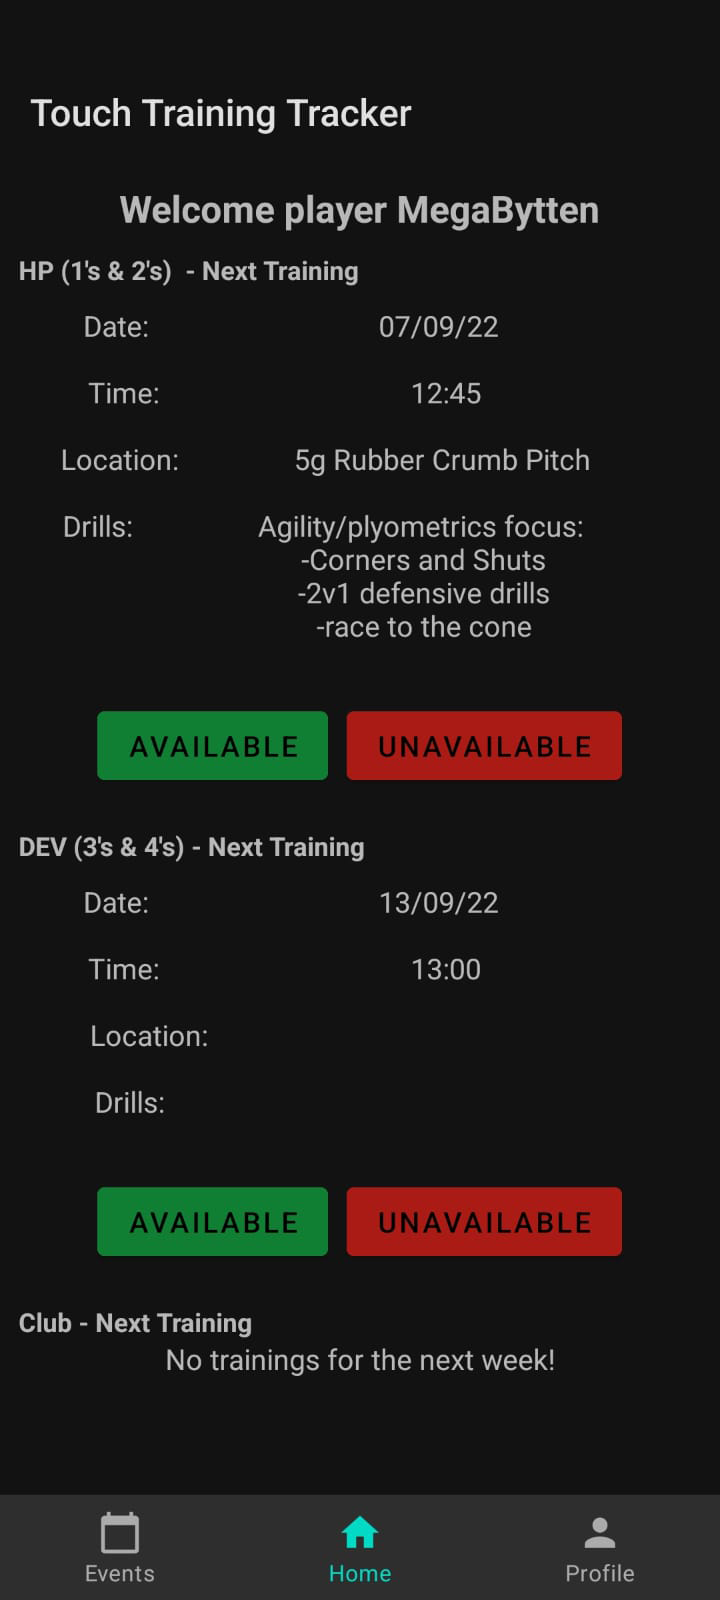 Touch Training Tracker
Welcome player MegaBytten
HP (1's & 2's)  - Next Training
Date: 07/09/22
Time: 12:45
Location: 5g Rubber Crumb Pitch
Drills: Agility/plyometrics focus:
-Corners and Shuts
-2v1 defensive drills
-race to the cone
AVAILABLE UNAVAILABLE
DEV (3's & 4's) - Next Training
Date: 13/09/22
Time: 13:00
Location:
Drills:
AVAILABLE UNAVAILABLE
Club - Next Training
No trainings for the next week!
Events Home Profile